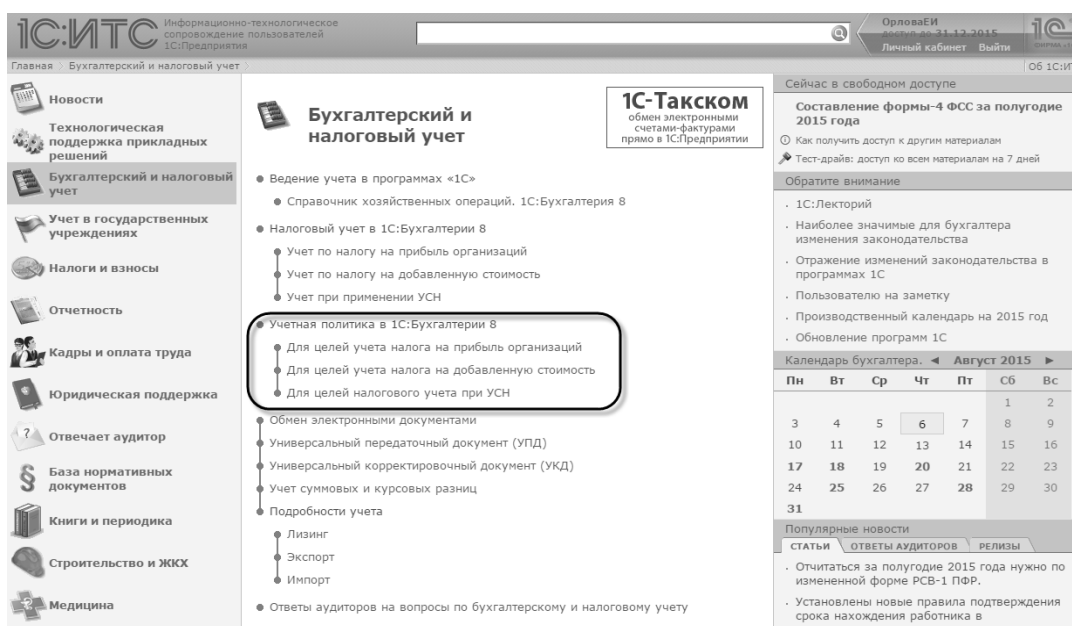 1С:ИТС
Информационно-технологическое
сопровождение пользователей
1С:Предприятия
ОрловаЕИ
доступ до 31.12.2015
Личный кабинет Выйти
Главная
Бухгалтерский и налоговый учет
Об 1С:И
Новости
Технологическая
поддержка прикладных
решений
Бухгалтерский и налоговый
учет
Учет в государственных
учреждениях
Налоги и взносы
Отчетность
Кадры и оплата труда
Юридическая поддержка
Отвечает аудитор
База нормативных
документов
Книги и периодика
Строительство и ЖКХ
Медицина
Бухгалтерский и
налоговый учет
1С-Такском
обмен электронными
счетами-фактурами
прямо в 1С:Предприятии
Ведение учета в программах «1С»
Справочник хозяйственных операций. 1С:Бухгалтерия 8
Налоговый учет в 1С:Бухгалтерии 8
Учет по налогу на прибыль организаций
Учет по налогу на добавленную стоимость
Учет при применении УСН
Учетная политика в 1С:Бухгалтерии 8
Для целей учета налога на прибыль организаций
Для целей учета налога на добавленную стоимость
Для целей налогового учета при УСН
Обмен электронными документами
Универсальный передаточный документ (УПД)
Универсальный корректировочный документ (УКД)
Учет суммовых и курсовых разниц
Подробности учета
Лизинг
Экспорт
Импорт
Ответы аудиторов на вопросы по бухгалтерскому и налоговому учету
Сейчас в свободном доступе
Составление формы-4 ФСС за полугодие
2015 года
Как получить доступ к другим материалам
Тест-драйв: доступ ко всем материалам на 7 дней
Обратите внимание
1С:Лекторий
Наиболее значимые для бухгалтера
изменения законодательства
Отражение изменений законодательства в
программах 1С
Пользователю на заметку
Производственный календарь на 2015 год
Обновление программ 1С
Календарь бухгалтера. ◄ Август 2015 ►
Пн Вт Ср Чт Пт Сб Вс
1 2
3 4 5 6 7 8 9
10 11 12 13 14 15 16
17 18 19 20 21 22 23
24 25 26 27 28 29 30
31
Популярные новости
СТАТЬИ ОТВЕТЫ АУДИТОРОВ РЕЛИЗЫ
Отчитаться за полугодие 2015 года нужно по
измененной форме РСВ-1 ПФР.
Установлены новые правила подтверждения
срока нахождения работника в